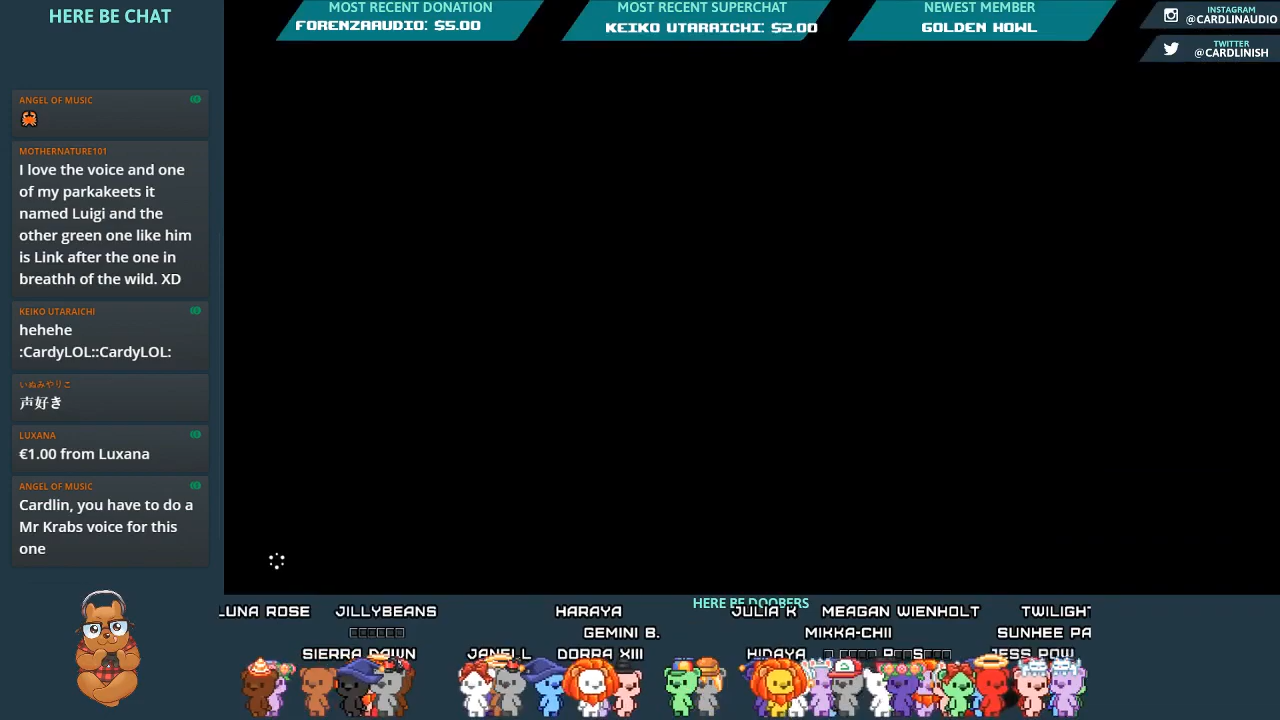 HERE BE CHAT
MOST RECENT DONATION
FORENZAAUDIO: $5.00
MOST RECENT SUPERCHAT
KEIKO UTARAICHI: $2.00
NEWEST MEMBER
GOLDEN HOWL
INSTAGRAM
@CARDLINAUDIO
TWITTER
@CARDLINISH
ANGEL OF MUSIC
MOTHERNATURE101
I love the voice and one
of my parkakeets it
named Luigi and the
other green one like him
is Link after the one in
breathh of the wild. XD
KEIKO UTARAICHI
hehehe
:CardyLOL::CardyLOL:
いぬみやりこ
声好き
LUXANA
€1.00 from Luxana
ANGEL OF MUSIC
Cardlin, you have to do a
Mr Krabs voice for this
one
HERE BE DOOBERS
LUNA ROSE JILLYBEANS HARAYA JULIA K MEAGAN WIENHOLT TWILIGHT
GEMINI B. MIKKA-CHII SUNHEE PA
SIERRA DAWN JANELL DORRA XIII HIDAYA JESS POW